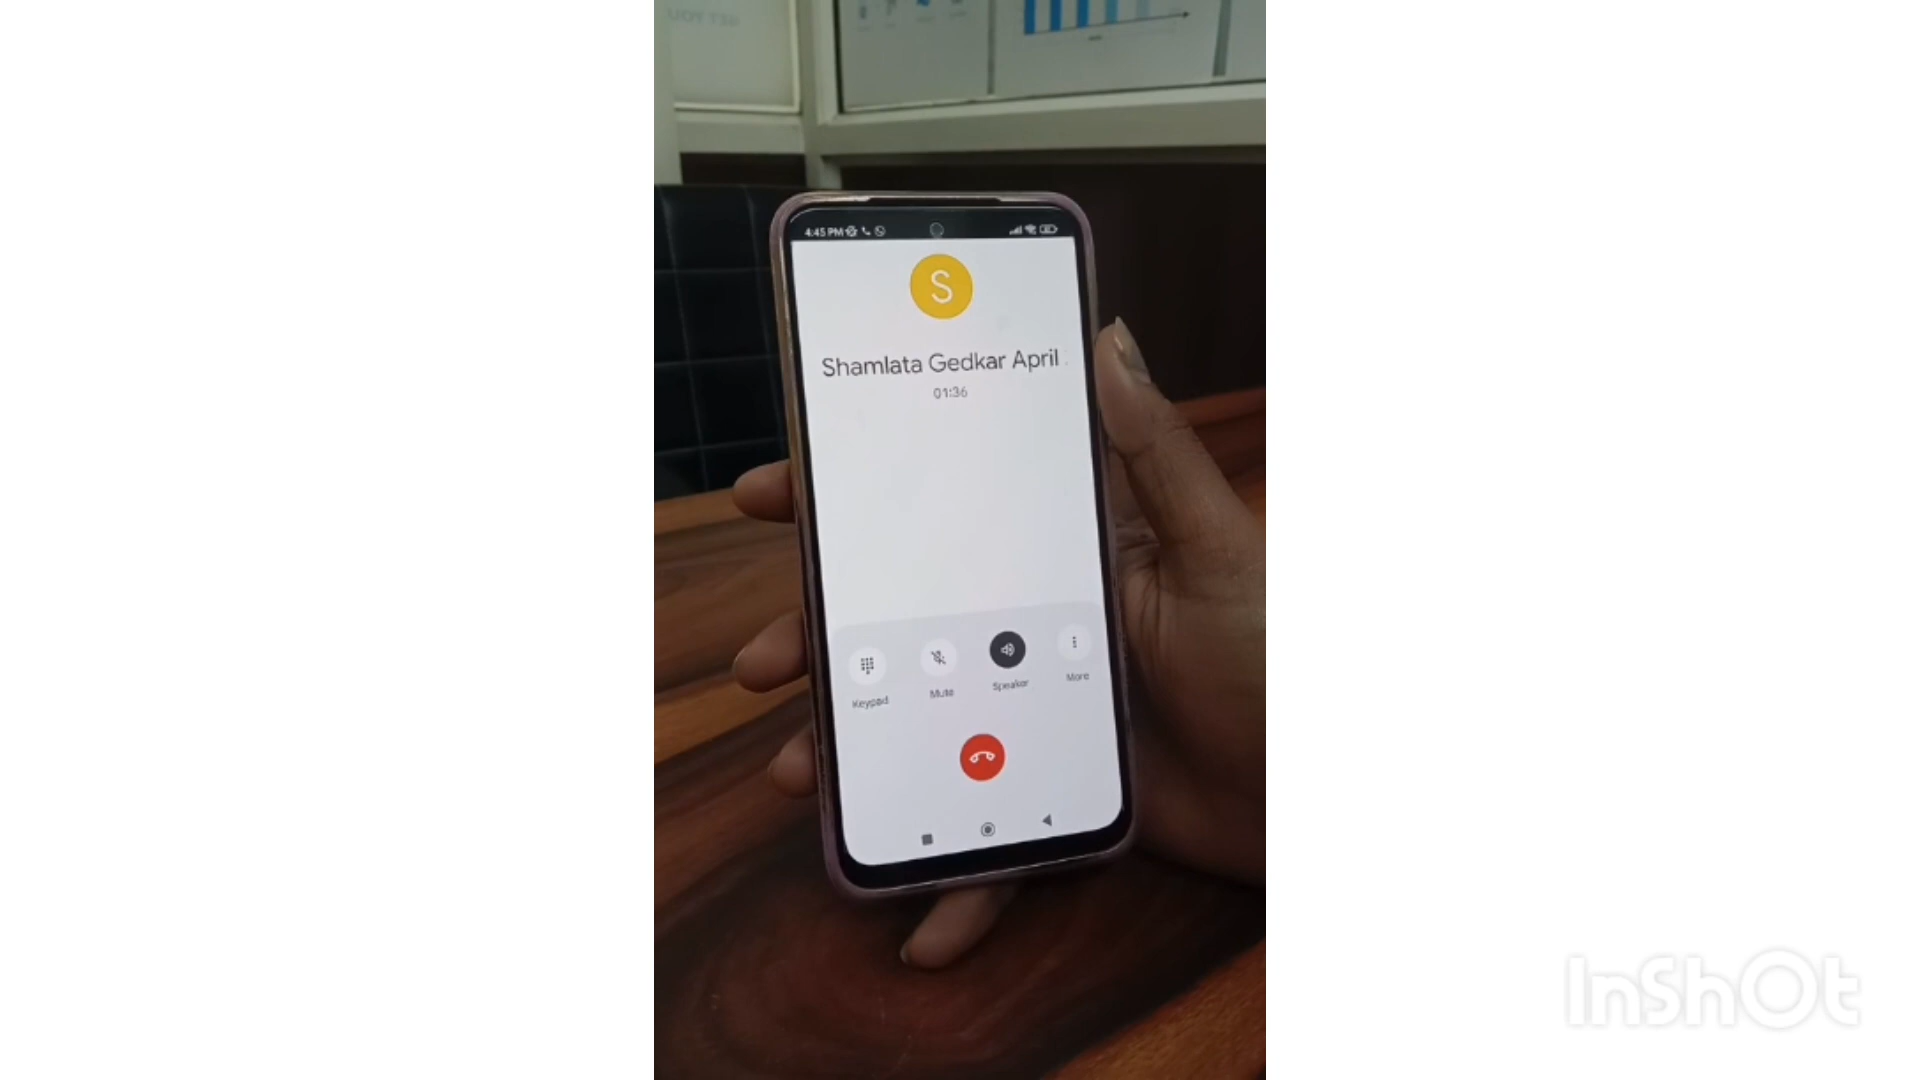 4:45 PM
S
Shamlata Gedkar April
01:36
Keypad
Mute
Speaker
More
InShOt